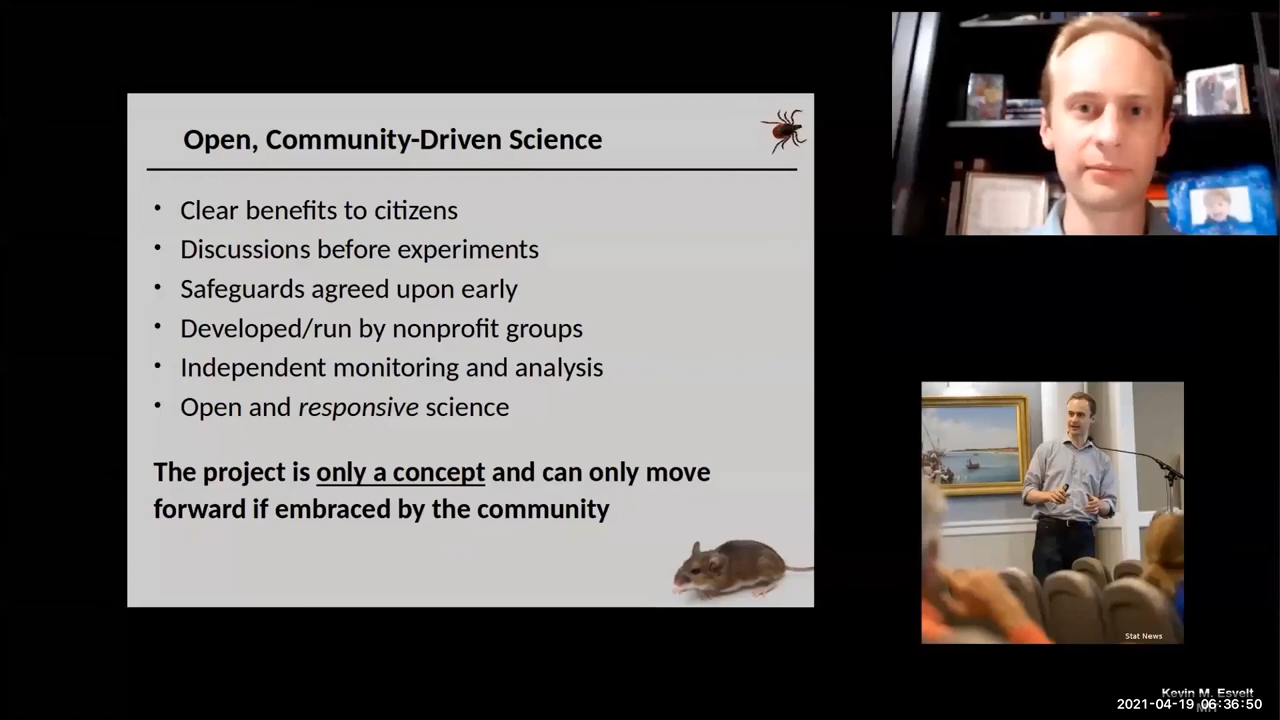 Open, Community-Driven Science
• Clear benefits to citizens
• Discussions before experiments
• Safeguards agreed upon early
• Developed/run by nonprofit groups
• Independent monitoring and analysis
• Open and responsive science
The project is only a concept and can only move
forward if embraced by the community
Stat News
Kevin M. Esvelt
2021-04-19 06:36:50